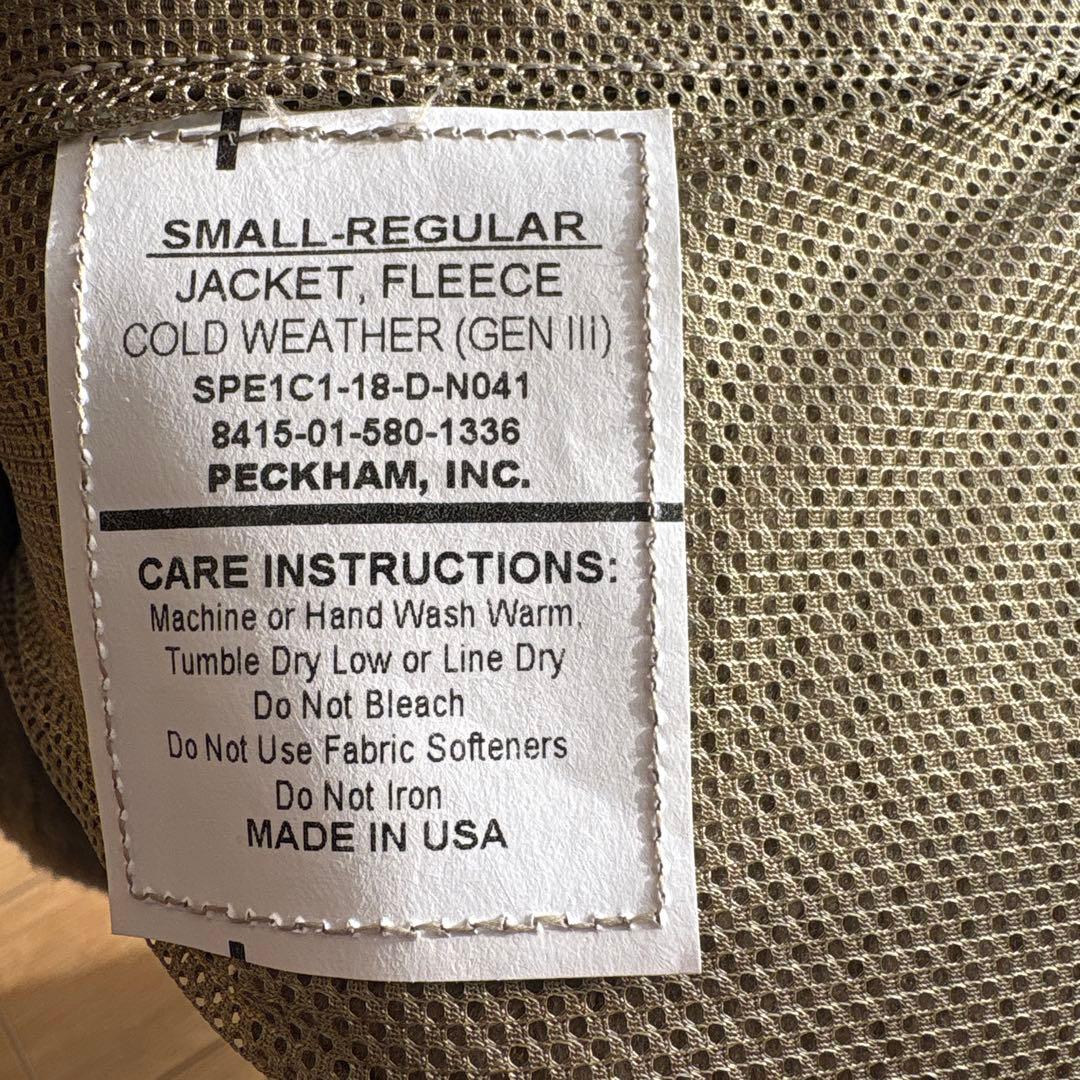 SMALL-REGULAR
JACKET, FLEECE
COLD WEATHER (GEN III)
SPE1C1-18-D-N041
8415-01-580-1336
PECKHAM, INC.
CARE INSTRUCTIONS:
Machine or Hand Wash Warm,
Tumble Dry Low or Line Dry
Do Not Bleach
Do Not Use Fabric Softeners
Do Not Iron
MADE IN USA